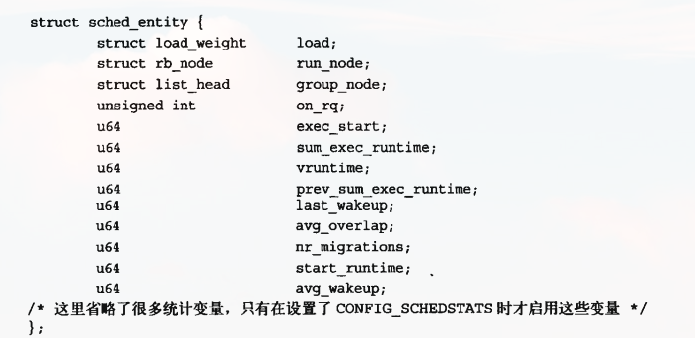 struct sched_entity {
struct load_weight load;
struct rb_node run_node;
struct list_head group_node;
unsigned int on_rq;
u64 exec_start;
u64 sum_exec_runtime;
u64 vruntime;
u64 prev_sum_exec_runtime;
u64 last_wakeup;
u64 avg_overlap;
u64 nr_migrations;
u64 start_runtime;
u64 avg_wakeup;
/* 这里省略了很多统计变量，只有在设置了 CONFIG_SCHEDSTATS 时才启用这些变量 */
};